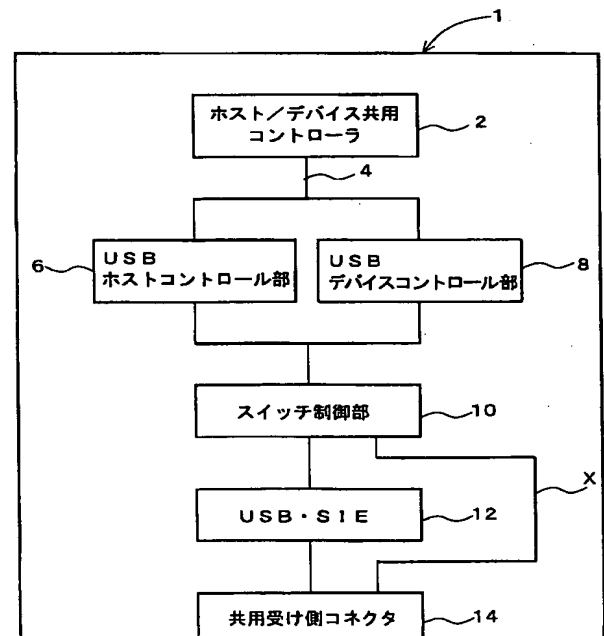 1
ホスト／デバイス共用
コントローラ
2
4
6
USB
ホストコントロール部
USB
デバイスコントロール部
8
スイッチ制御部
10
X
USB・SIE
12
共用受け側コネクタ
14